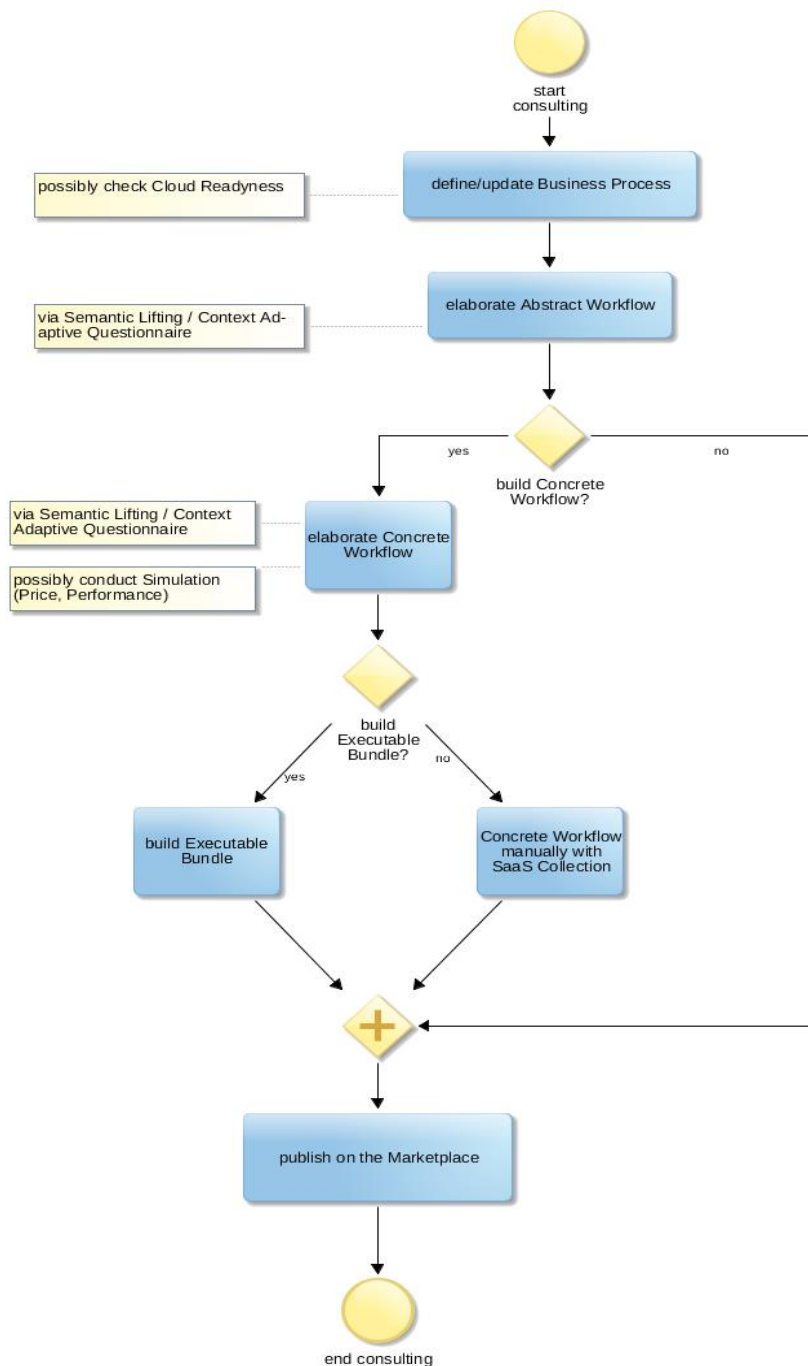 start
consulting
possibly check Cloud Readyness
define/update Business Process
via Semantic Lifting / Context Ad-
aptive Questionnaire
elaborate Abstract Workflow
yes
no
build Concrete
Workflow?
via Semantic Lifting / Context
Adaptive Questionnaire
elaborate Concrete
Workflow
possibly conduct Simulation
(Price, Performance)
build
Executable
Bundle?
yes
no
build Executable
Bundle
Concrete Workflow
manually with
SaaS Collection
publish on the Marketplace
end consulting